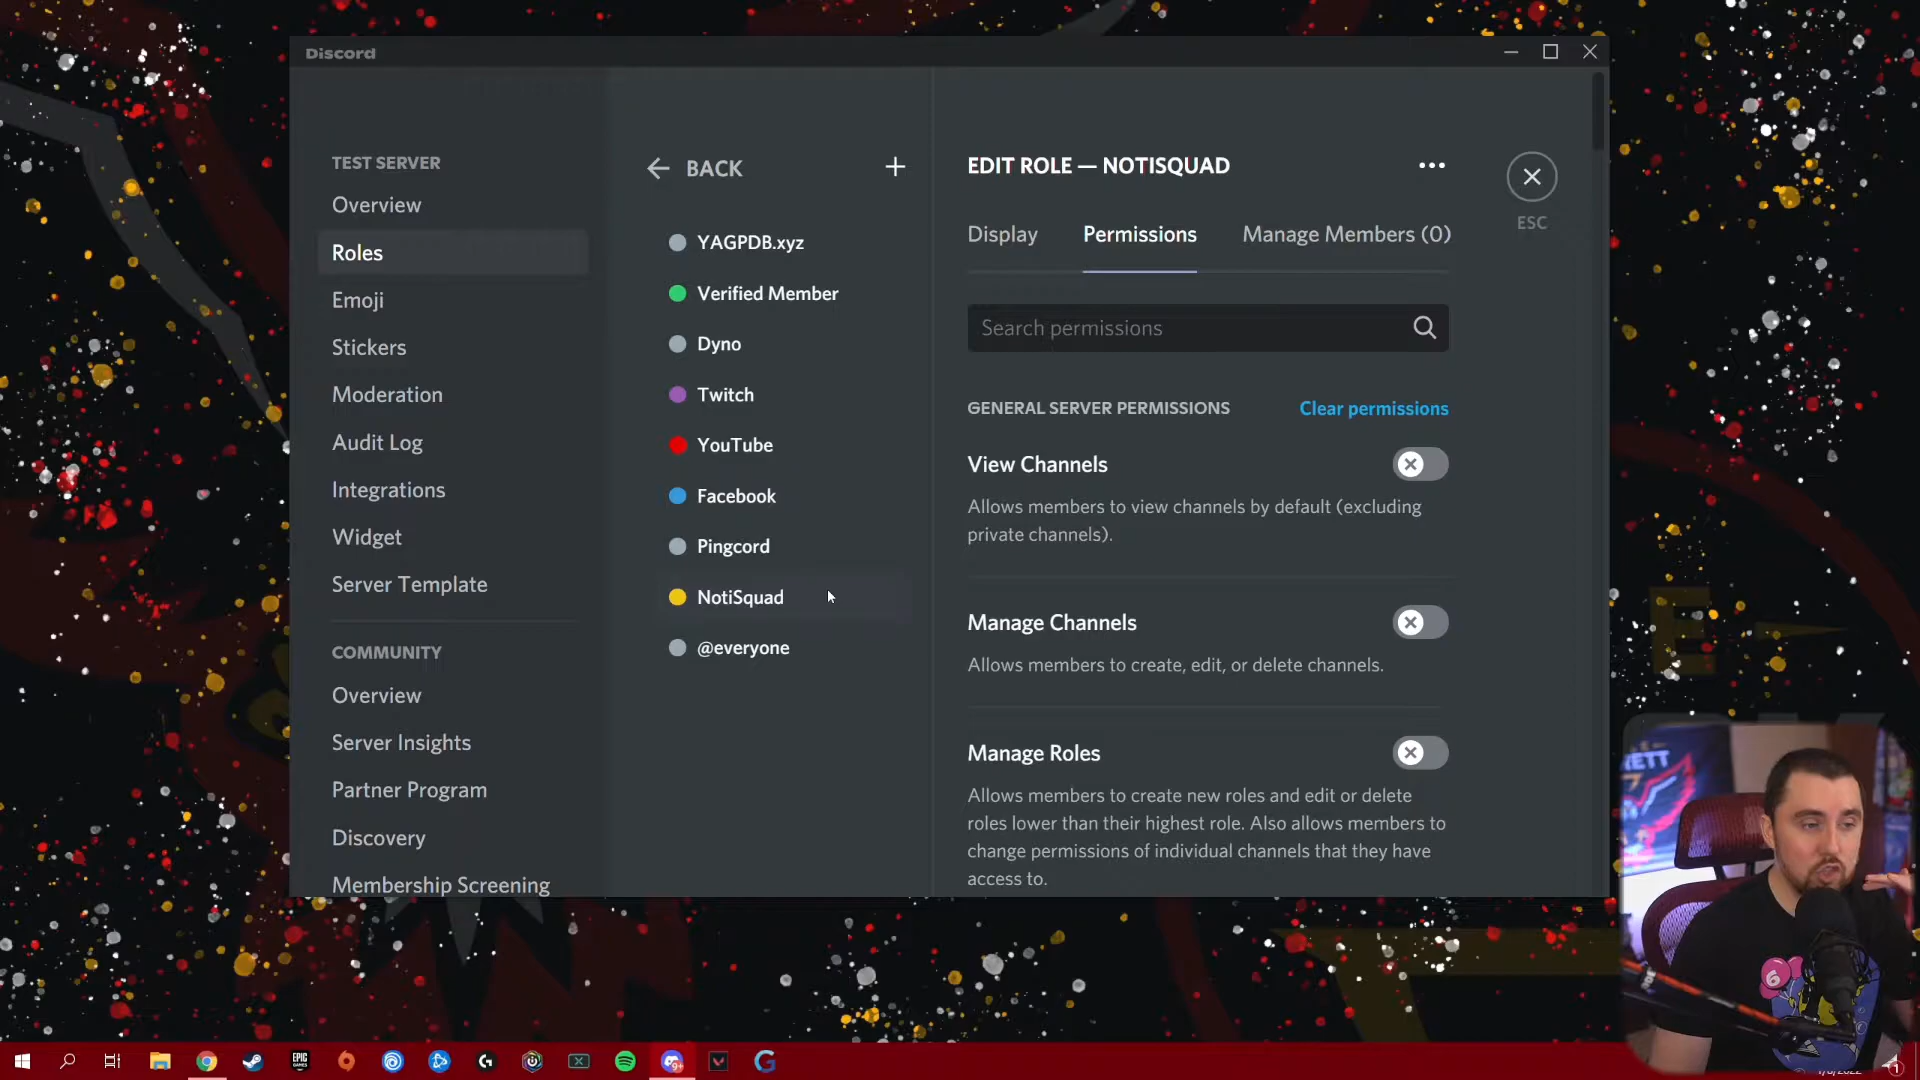 Discord
TEST SERVER
Overview
Roles
Emoji
Stickers
Moderation
Audit Log
Integrations
Widget
Server Template
COMMUNITY
Overview
Server Insights
Partner Program
Discovery
Membership Screening
BACK
YAGPDB.xyz
Verified Member
Dyno
Twitch
YouTube
Facebook
Pingcord
NotiSquad
@everyone
EDIT ROLE — NOTISQUAD
ESC
Display Permissions Manage Members (0)
Search permissions
GENERAL SERVER PERMISSIONS Clear permissions
View Channels
Allows members to view channels by default (excluding
private channels).
Manage Channels
Allows members to create, edit, or delete channels.
Manage Roles
Allows members to create new roles and edit or delete
roles lower than their highest role. Also allows members to
change permissions of individual channels that they have
access to.
EPIC
GAMES
9+
1